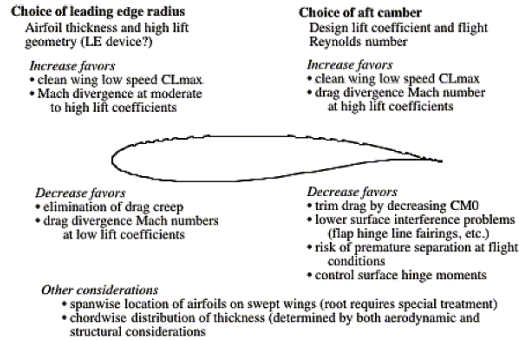 Choice of leading edge radius
Airfoil thickness and high lift
geometry (LE device?)
Increase favors
• clean wing low speed CLmax
• Mach divergence at moderate
to high lift coefficients
Choice of aft camber
Design lift coefficient and flight
Reynolds number
Increase favors
• clean wing low speed CLmax
• drag divergence Mach number
at high lift coefficients
Decrease favors
• elimination of drag creep
• drag divergence Mach numbers
at low lift coefficients
Decrease favors
• trim drag by decreasing CM0
• lower surface interference problems
(flap hinge line fairings, etc.)
• risk of premature separation at flight
conditions
• control surface hinge moments
Other considerations
• spanwise location of airfoils on swept wings (root requires special treatment)
• chordwise distribution of thickness (determined by both aerodynamic and
structural considerations